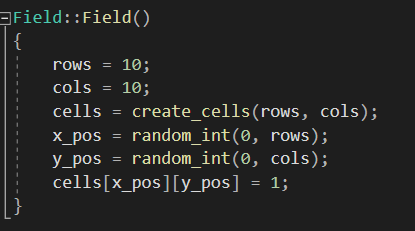 Field::Field()
{
    rows = 10;
    cols = 10;
    cells = create_cells(rows, cols);
    x_pos = random_int(0, rows);
    y_pos = random_int(0, cols);
    cells[x_pos][y_pos] = 1;
}